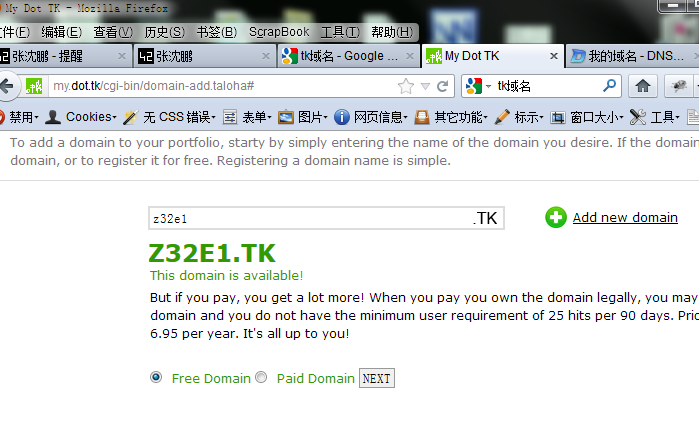 My Dot TK - Mozilla Firefox
文件(F) 编辑(E) 查看(V) 历史(S) 书签(B) ScrapBook 工具(T) 帮助(H)
42 张沈鹏 - 提醒 42 张沈鹏 tk域名 - Google ... .tk My Dot TK 我的域名 - DNS...
.tk my.dot.tk/cgi-bin/domain-add.taloha# tk域名
禁用 Cookies 无 CSS 错误 表单 图片 网页信息 其它功能 标示 窗口大小 工具
To add a domain to your portfolio, starty by simply entering the name of the domain you desire. If the domai
domain, or to register it for free. Registering a domain name is simple.
z32e1 .TK Add new domain
Z32E1.TK
This domain is available!
But if you pay, you get a lot more! When you pay you own the domain legally, you may
domain and you do not have the minimum user requirement of 25 hits per 90 days. Pric
6.95 per year. It's all up to you!
Free Domain Paid Domain NEXT